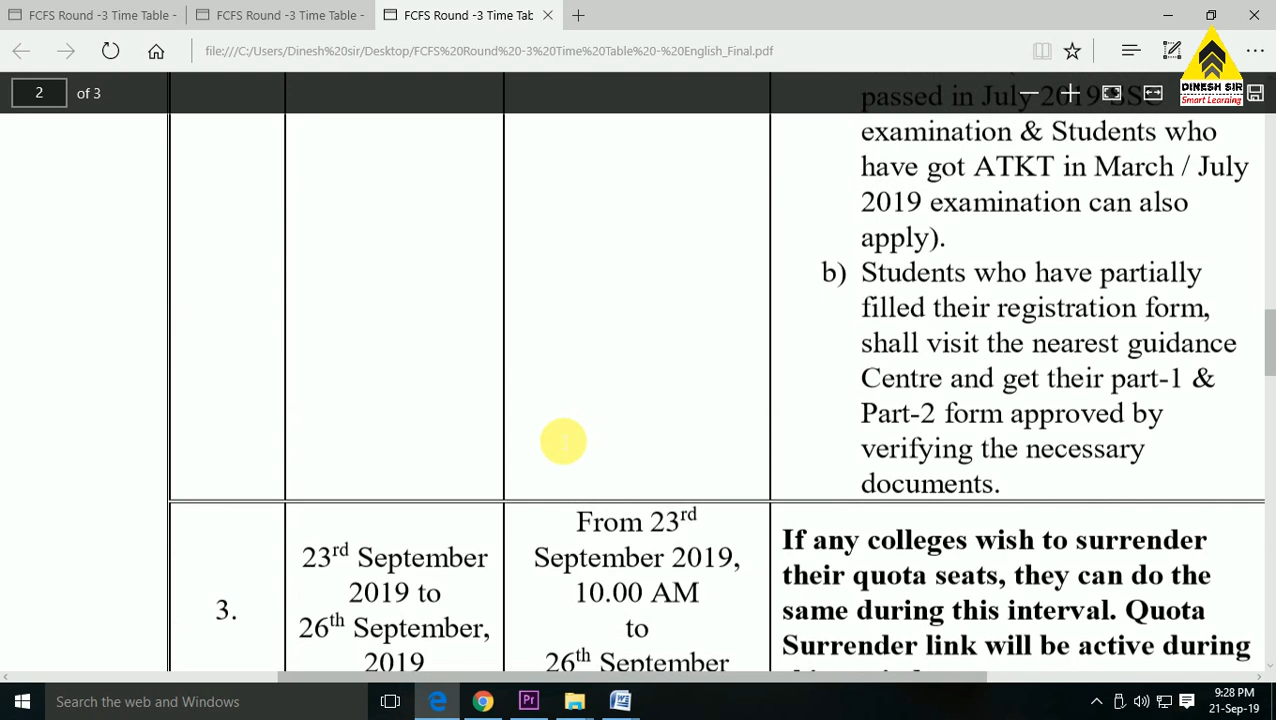 FCFS Round -3 Time Table -
FCFS Round -3 Time Table -
FCFS Round -3 Time Tab
file:///C:/Users/Dinesh%20sir/Desktop/FCFS%20Round%20-3%20Time%20Table%20-%20English_Final.pdf
DINESH SIR
Smart Learning
2 of 3
passed in July 2019 SSC
examination & Students who
have got ATKT in March / July
2019 examination can also
apply).
b) Students who have partially
filled their registration form,
shall visit the nearest guidance
Centre and get their part-1 &
Part-2 form approved by
verifying the necessary
documents.
3.
23rd September
2019 to
26th September,
2019
From 23rd
September 2019,
10.00 AM
to
26th September
If any colleges wish to surrender
their quota seats, they can do the
same during this interval. Quota
Surrender link will be active during
Search the web and Windows
9:28 PM
21-Sep-19